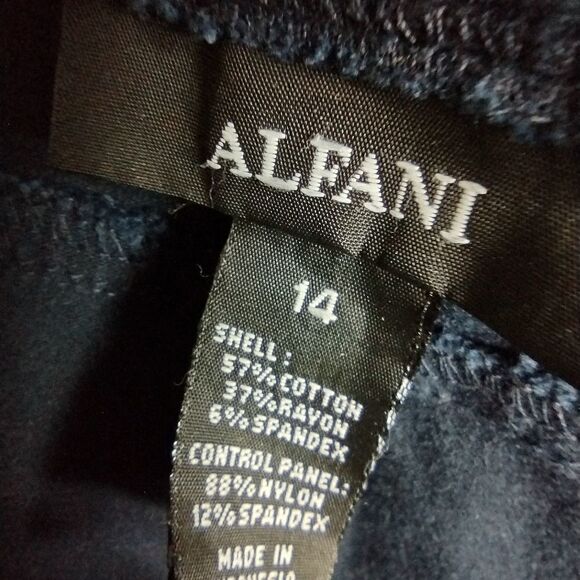 ALFANI
14
SHELL:
57% COTTON
37% RAYON
6% SPANDEX
CONTROL PANEL:
88% NYLON
12% SPANDEX
MADE IN